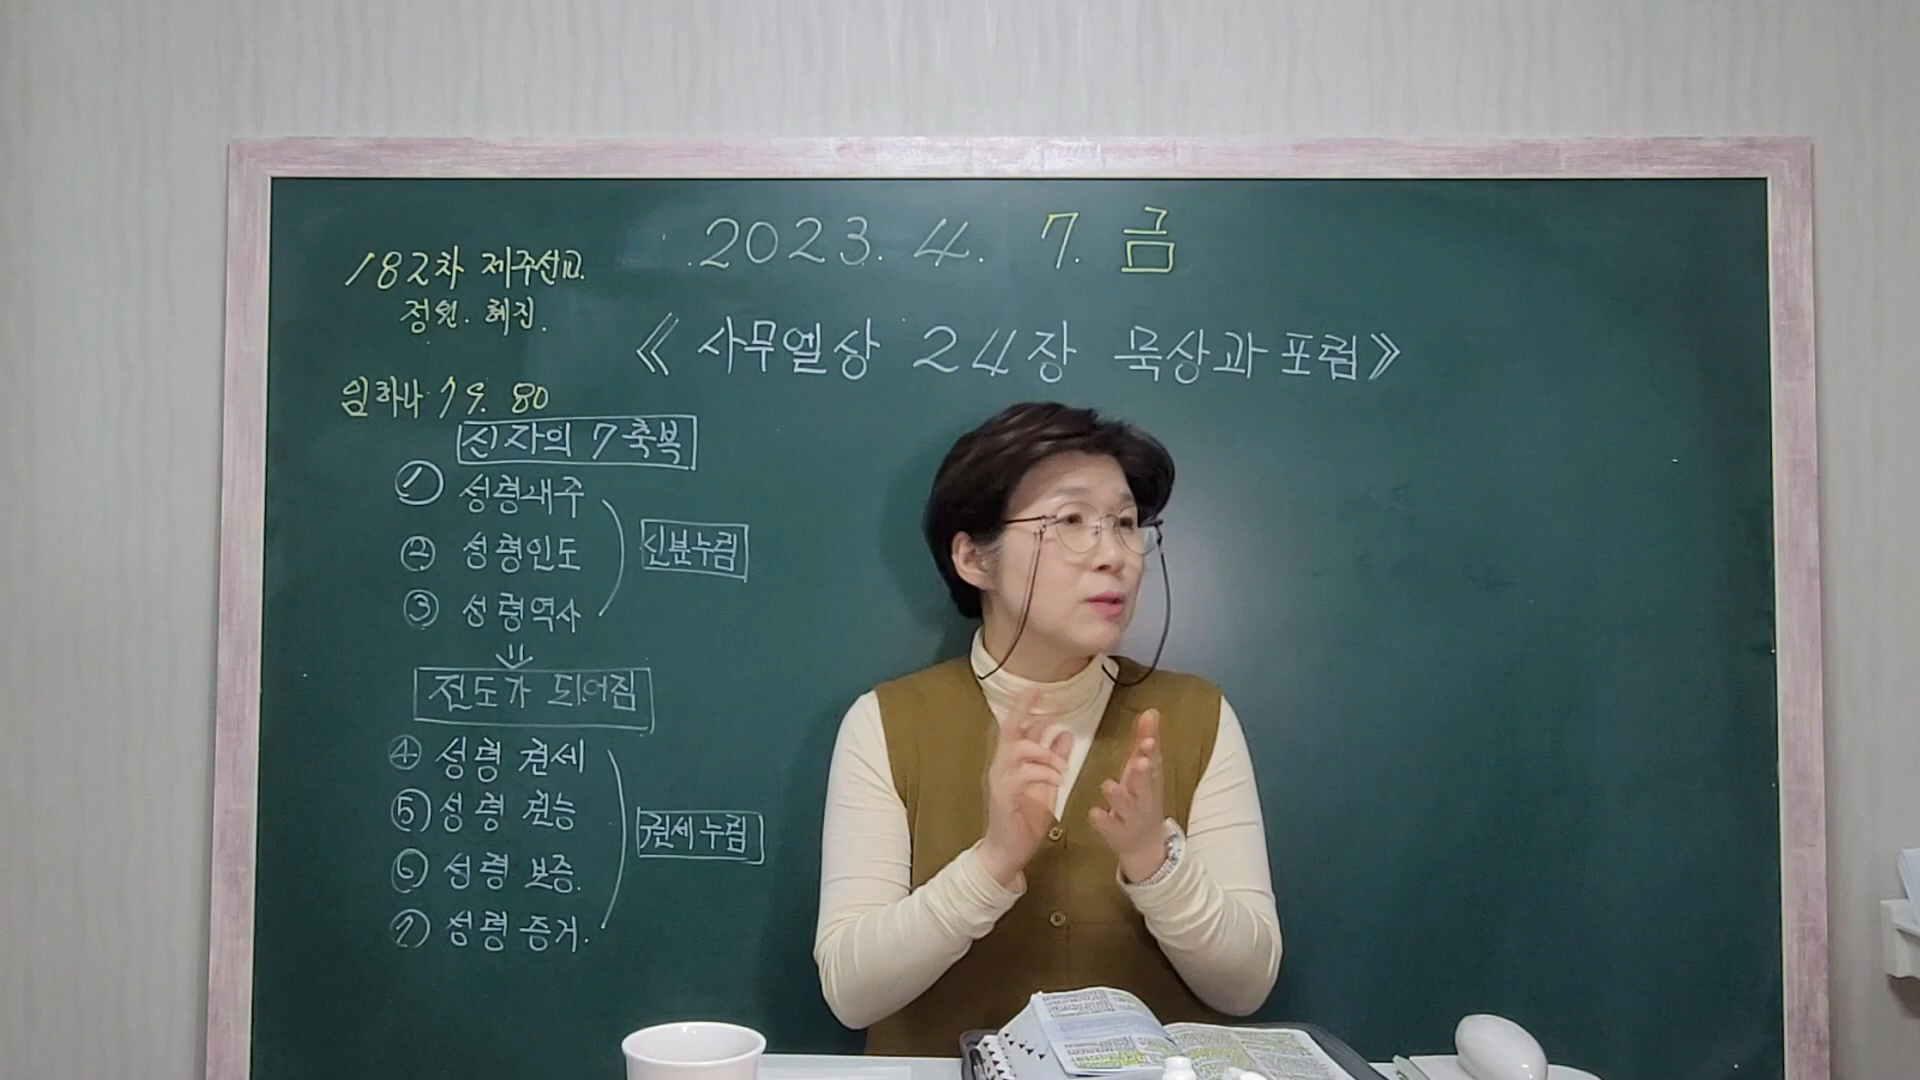 2023. 4. 7. 금
《 사무엘상 24장 묵상과 포럼》
182차 제주선교
정원. 혜진.
임하나 79. 80
신자의 7축복
① 성령내주
② 성령인도
③ 성령역사
신분누림
전도가 되어짐
④ 성령 권세
⑤ 성령 권능
⑥ 성령 보증.
⑦ 성령 증거.
권세누림